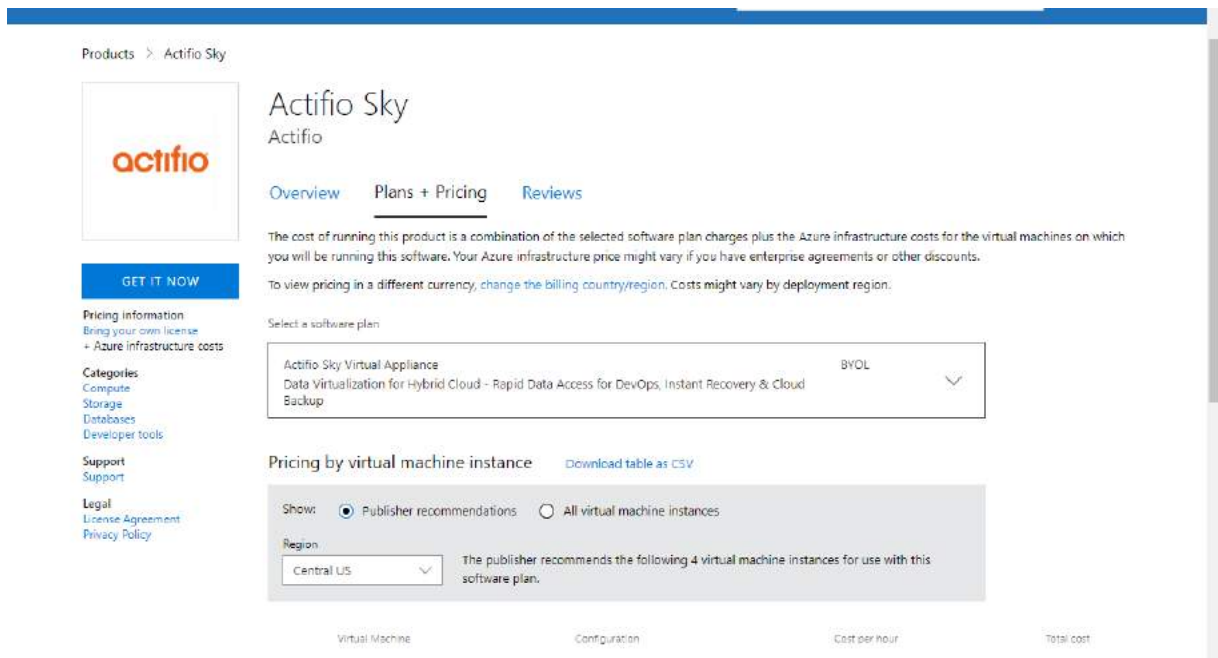 Products > Actifio Sky
actifio
Actifio Sky
Actifio
Overview Plans + Pricing Reviews
The cost of running this product is a combination of the selected software plan charges plus the Azure infrastructure costs for the virtual machines on which
you will be running this software. Your Azure infrastructure price might vary if you have enterprise agreements or other discounts.
To view pricing in a different currency, change the billing country/region. Costs might vary by deployment region.
GET IT NOW
Pricing information
Bring your own license
+ Azure infrastructure costs
Categories
Compute
Storage
Databases
Developer tools
Support
Support
Legal
License Agreement
Privacy Policy
Select a software plan
Actifio Sky Virtual Appliance BYOL
Data Virtualization for Hybrid Cloud - Rapid Data Access for DevOps, Instant Recovery & Cloud
Backup
Pricing by virtual machine instance Download table as CSV
Show: Publisher recommendations All virtual machine instances
Region
Central US
The publisher recommends the following 4 virtual machine instances for use with this
software plan.
Virtual Machine Configuration Cost per hour Total cost